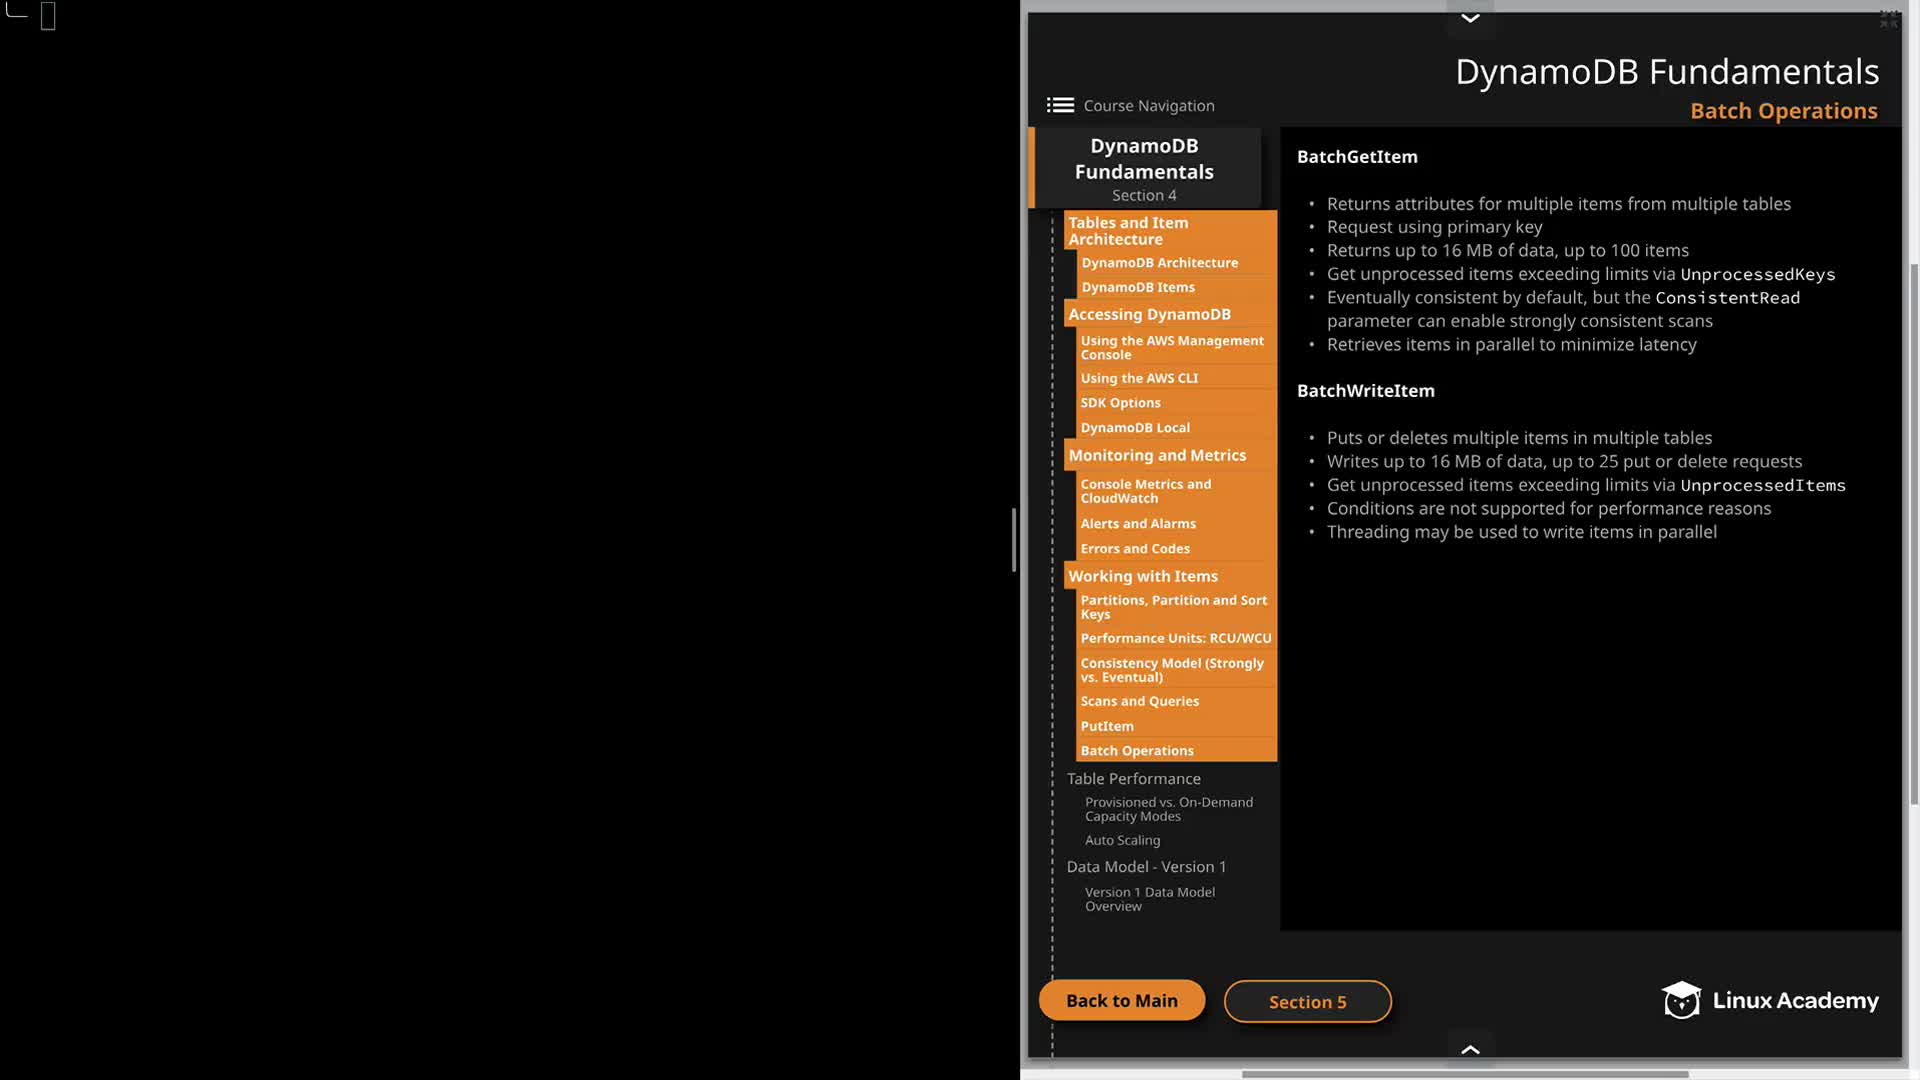 DynamoDB Fundamentals
Batch Operations
Course Navigation
DynamoDB
Fundamentals
Section 4
Tables and Item
Architecture
DynamoDB Architecture
DynamoDB Items
Accessing DynamoDB
Using the AWS Management
Console
Using the AWS CLI
SDK Options
DynamoDB Local
Monitoring and Metrics
Console Metrics and
CloudWatch
Alerts and Alarms
Errors and Codes
Working with Items
Partitions, Partition and Sort
Keys
Performance Units: RCU/WCU
Consistency Model (Strongly
vs. Eventual)
Scans and Queries
PutItem
Batch Operations
Table Performance
Provisioned vs. On-Demand
Capacity Modes
Auto Scaling
Data Model - Version 1
Version 1 Data Model
Overview
BatchGetItem
• Returns attributes for multiple items from multiple tables
• Request using primary key
• Returns up to 16 MB of data, up to 100 items
• Get unprocessed items exceeding limits via UnprocessedKeys
• Eventually consistent by default, but the ConsistentRead
parameter can enable strongly consistent scans
• Retrieves items in parallel to minimize latency
BatchWriteItem
• Puts or deletes multiple items in multiple tables
• Writes up to 16 MB of data, up to 25 put or delete requests
• Get unprocessed items exceeding limits via UnprocessedItems
• Conditions are not supported for performance reasons
• Threading may be used to write items in parallel
Back to Main
Section 5
Linux Academy